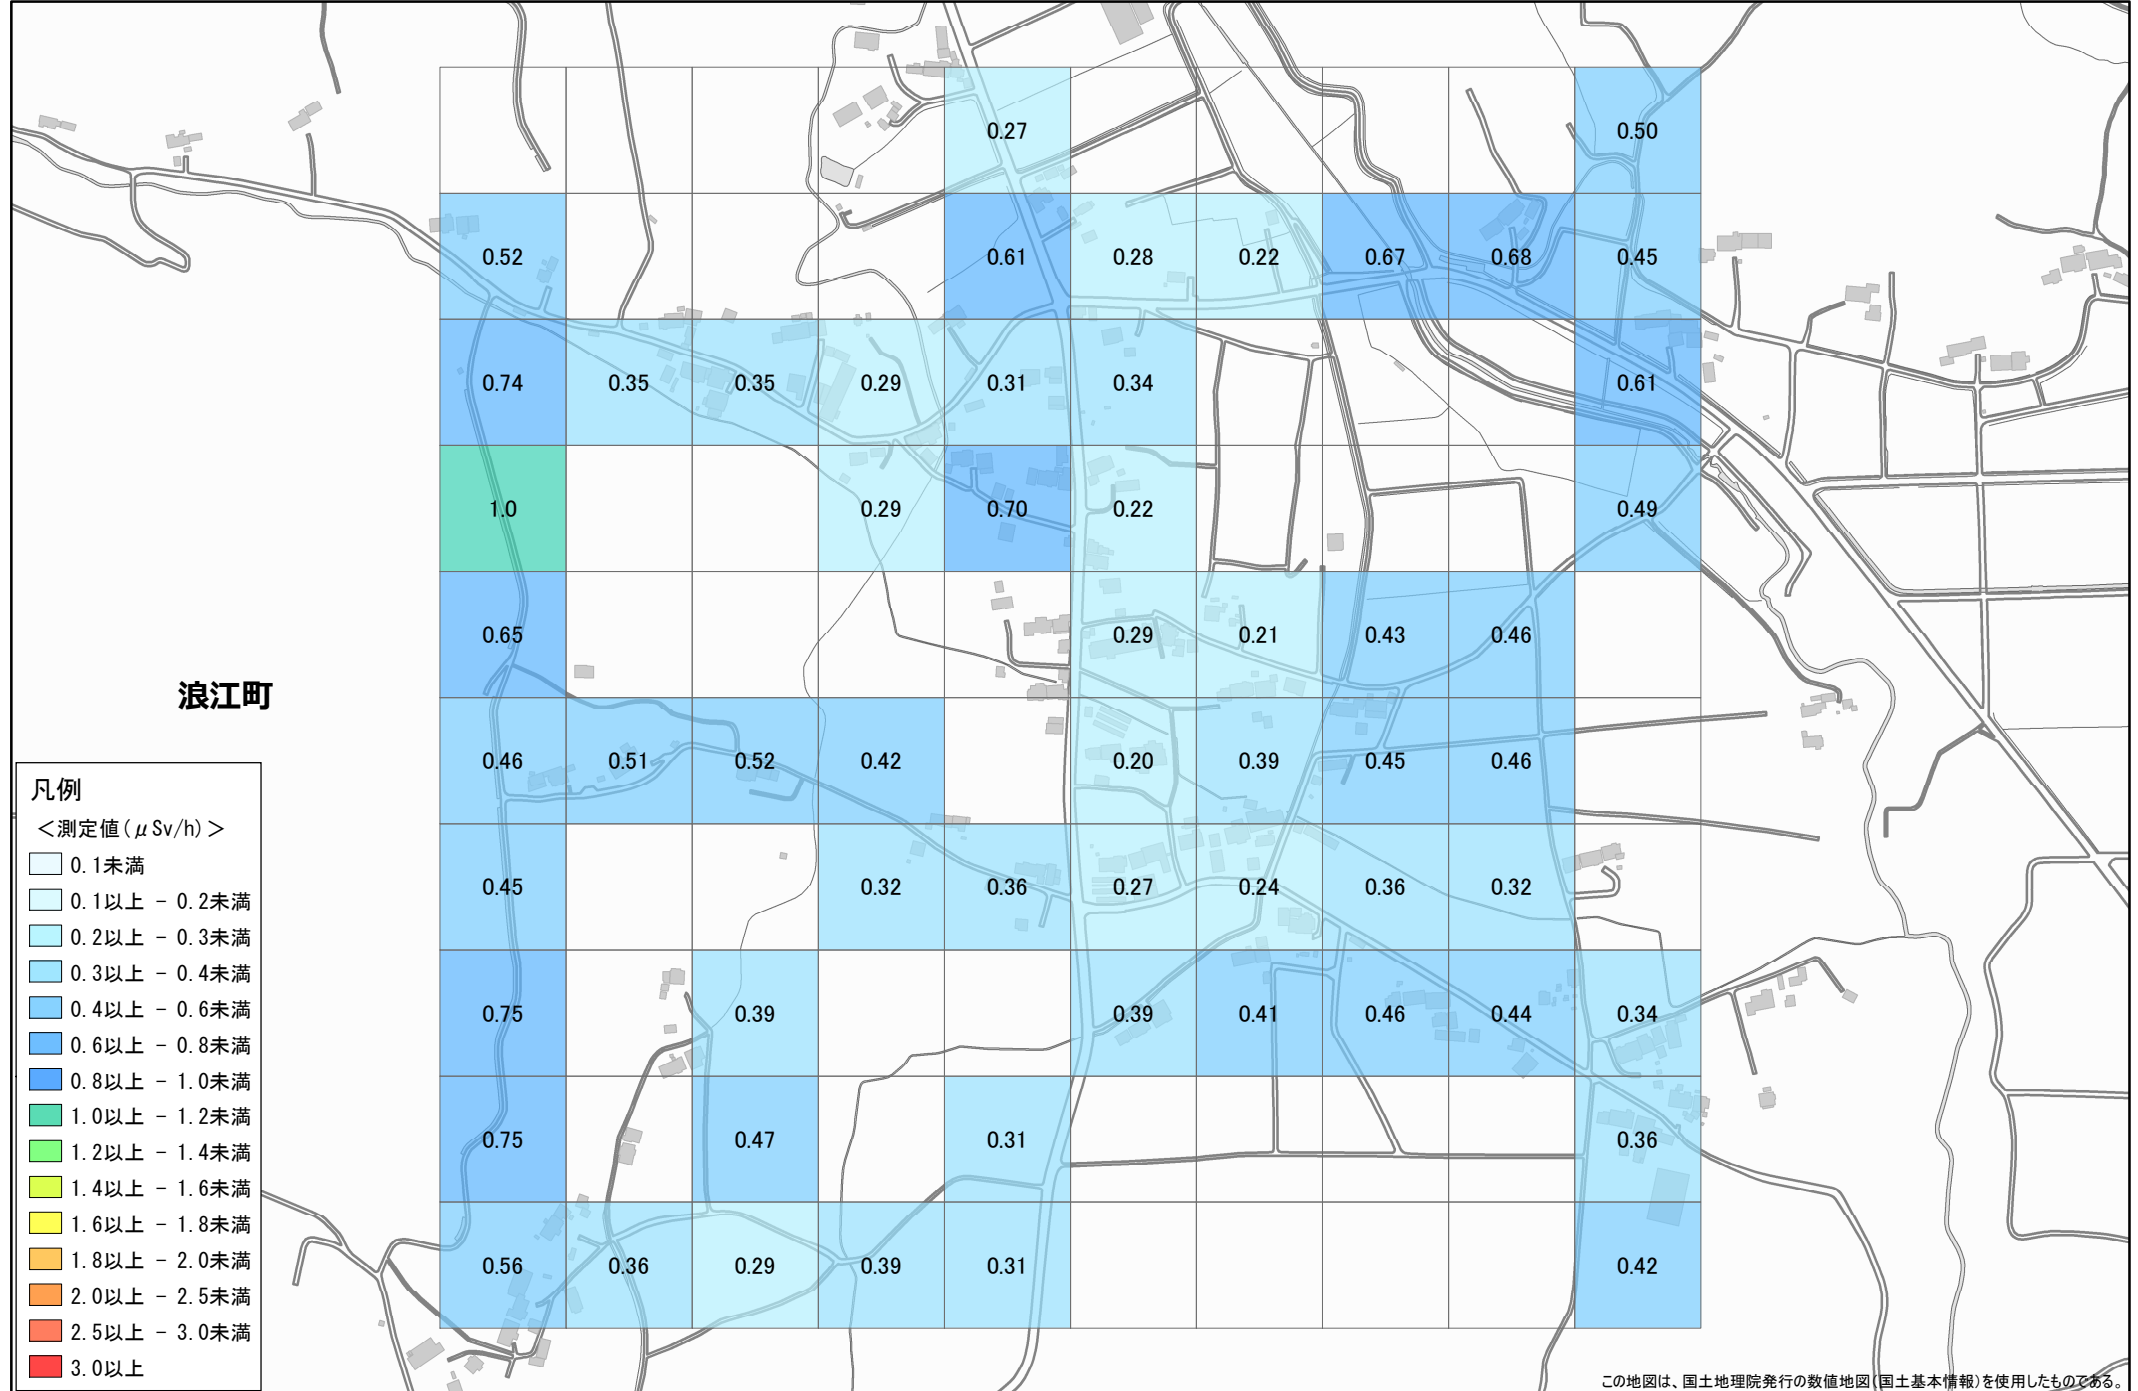 0.27 0.50
0.52 0.61 0.28 0.22 0.67 0.68 0.45
0.74 0.35 0.35 0.29 0.31 0.34 0.61
1.0 0.29 0.70 0.22 0.49
0.65 0.29 0.21 0.43 0.46
浪江町
0.46 0.51 0.52 0.42 0.20 0.39 0.45 0.46
0.45 0.32 0.36 0.27 0.24 0.36 0.32
0.75 0.39 0.39 0.41 0.46 0.44 0.34
0.75 0.47 0.31 0.36
0.56 0.36 0.29 0.39 0.31 0.42
凡例
＜測定値(μSv/h)＞
0.1未満
0.1以上 − 0.2未満
0.2以上 − 0.3未満
0.3以上 − 0.4未満
0.4以上 − 0.6未満
0.6以上 − 0.8未満
0.8以上 − 1.0未満
1.0以上 − 1.2未満
1.2以上 − 1.4未満
1.4以上 − 1.6未満
1.6以上 − 1.8未満
1.8以上 − 2.0未満
2.0以上 − 2.5未満
2.5以上 − 3.0未満
3.0以上
この地図は、国土地理院発行の数値地図(国土基本情報)を使用したものである。